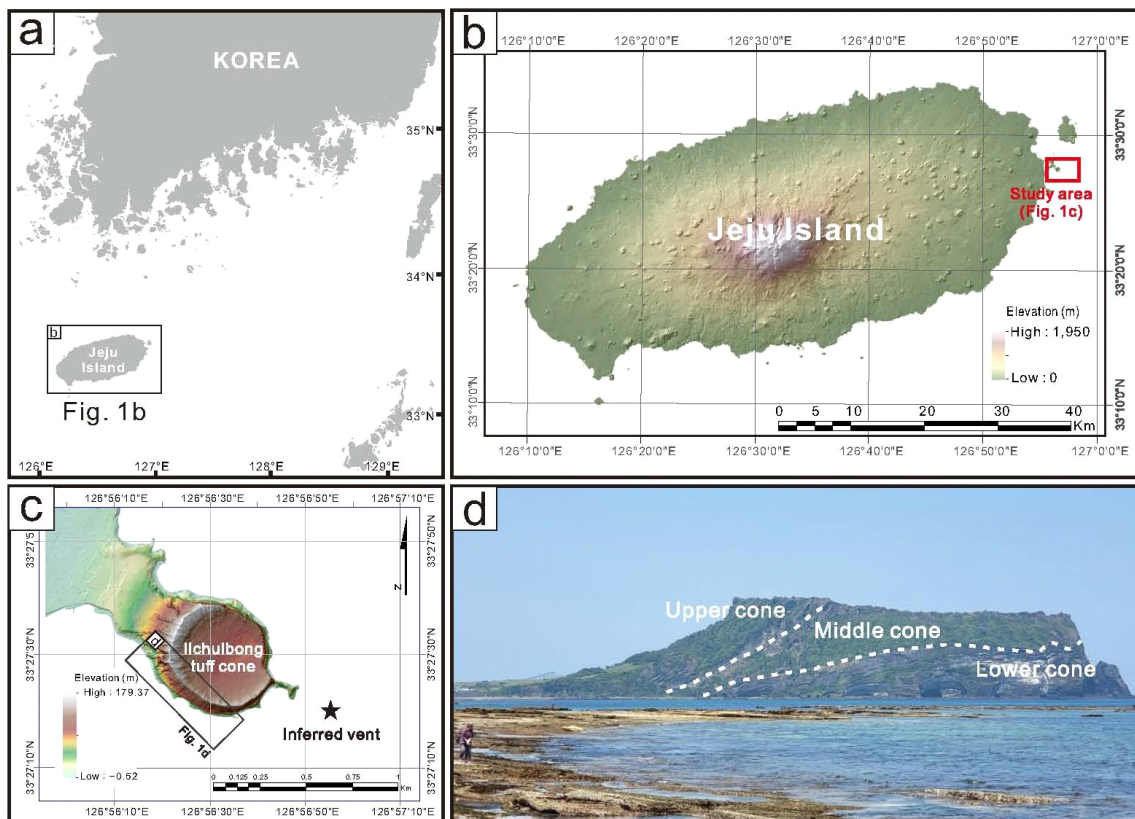 a
KOREA
35°N
34°N
b
Jeju
Island
Fig. 1b
33°N
126°E
127°E
128°E
129°E
b
126°10'0"E
126°20'0"E
126°30'0"E
126°40'0"E
126°50'0"E
127°0'0"E
33°30'0"N
33°30'0"N
Study area
(Fig. 1c)
Jeju Island
33°20'0"N
33°20'0"N
Elevation (m)
High : 1,950
Low : 0
33°10'0"N
33°10'0"N
0 5 10 20 30 40
Km
126°10'0"E
126°20'0"E
126°30'0"E
126°40'0"E
126°50'0"E
127°0'0"E
c
126°56'10"E
126°56'30"E
126°56'50"E
126°57'10"E
33°27'5
33°27'50"N
N
d
Ilchulbong
tuff cone
33°27'30"N
33°27'30"N
Elevation (m)
High : 179.37
Low : −0.52
Fig. 1d
Inferred vent
33°27'10"N
33°27'10"N
0 0.125 0.25 0.5 0.75 1
Km
126°56'10"E
126°56'30"E
126°56'50"E
126°57'10"E
d
Upper cone
Middle cone
Lower cone